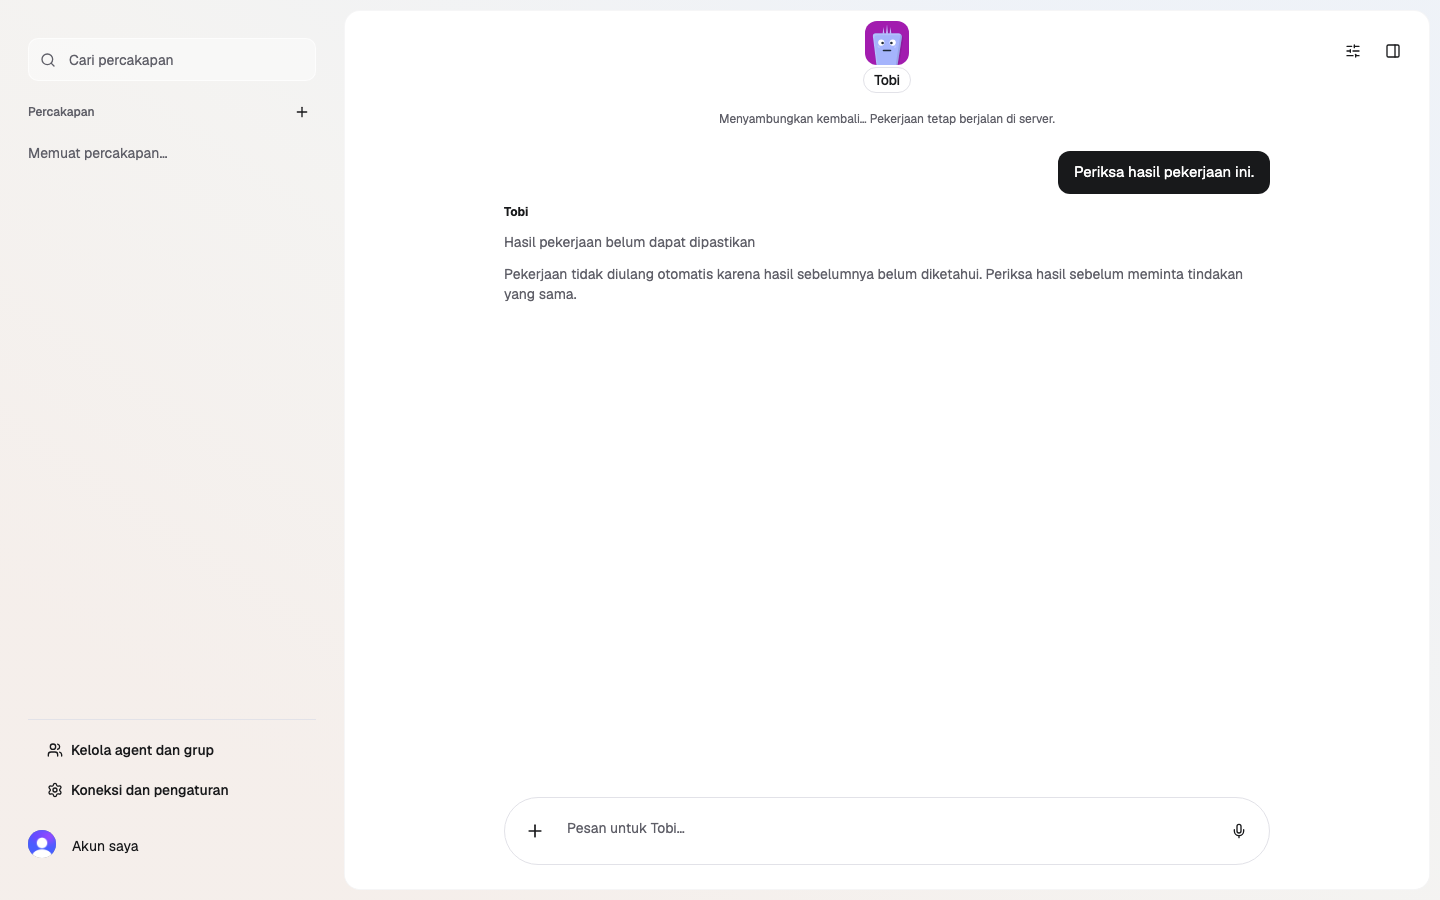 Cari percakapan
Percakapan
Memuat percakapan...
Kelola agent dan grup
Koneksi dan pengaturan
Akun saya
Tobi
Menyambungkan kembali... Pekerjaan tetap berjalan di server.
Periksa hasil pekerjaan ini.
Tobi
Hasil pekerjaan belum dapat dipastikan
Pekerjaan tidak diulang otomatis karena hasil sebelumnya belum diketahui. Periksa hasil sebelum meminta tindakan
yang sama.
Pesan untuk Tobi...